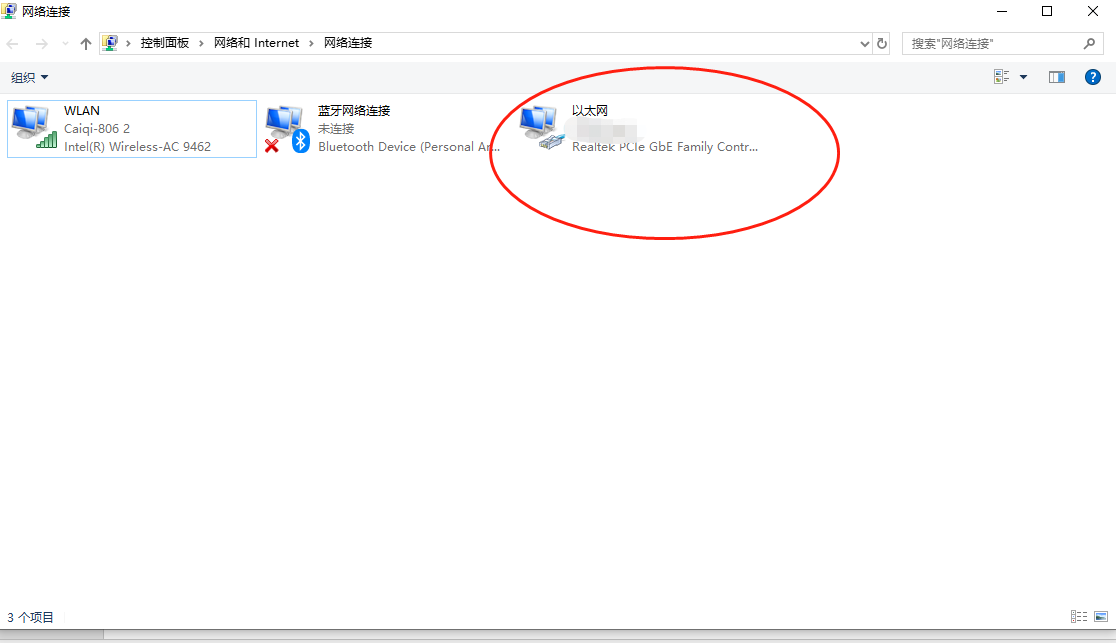 网络连接
控制面板 › 网络和 Internet › 网络连接
搜索"网络连接"
组织
WLAN
Caiqi-806 2
Intel(R) Wireless-AC 9462
蓝牙网络连接
未连接
Bluetooth Device (Personal Ar...
以太网
Realtek PCIe GbE Family Contr...
3 个项目